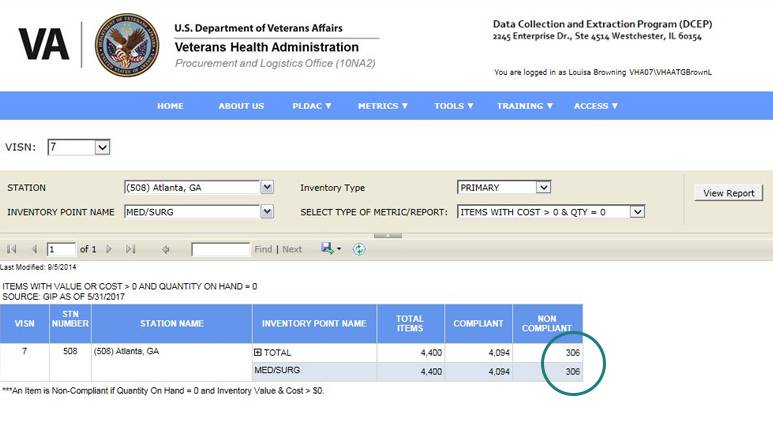 VA
U.S. Department of Veterans Affairs
Veterans Health Administration
Procurement and Logistics Office (10NA2)
Data Collection and Extraction Program (DCEP)
2245 Enterprise Dr., Ste 4514 Westchester, IL 60154
You are logged in as Louisa Browning VHA07\VHAATGBrownL
HOME ABOUT US PLDAC ▼ METRICS ▼ TOOLS ▼ TRAINING ▼ ACCESS ▼
VISN: 7
STATION (508) Atlanta, GA Inventory Type PRIMARY View Report
INVENTORY POINT NAME MED/SURG SELECT TYPE OF METRIC/REPORT: ITEMS WITH COST > 0 & QTY = 0
1 of 1 Find | Next
Last Modified: 9/5/2014
ITEMS WITH VALUE OR COST > 0 AND QUANTITY ON HAND = 0
SOURCE: GIP AS OF 5/31/2017
VISN STN NUMBER STATION NAME INVENTORY POINT NAME TOTAL ITEMS COMPLIANT NON COMPLIANT
7 508 (508) Atlanta, GA TOTAL 4,400 4,094 306
MED/SURG 4,400 4,094 306
***An Item is Non-Compliant if Quantity On Hand = 0 and Inventory Value & Cost > $0.